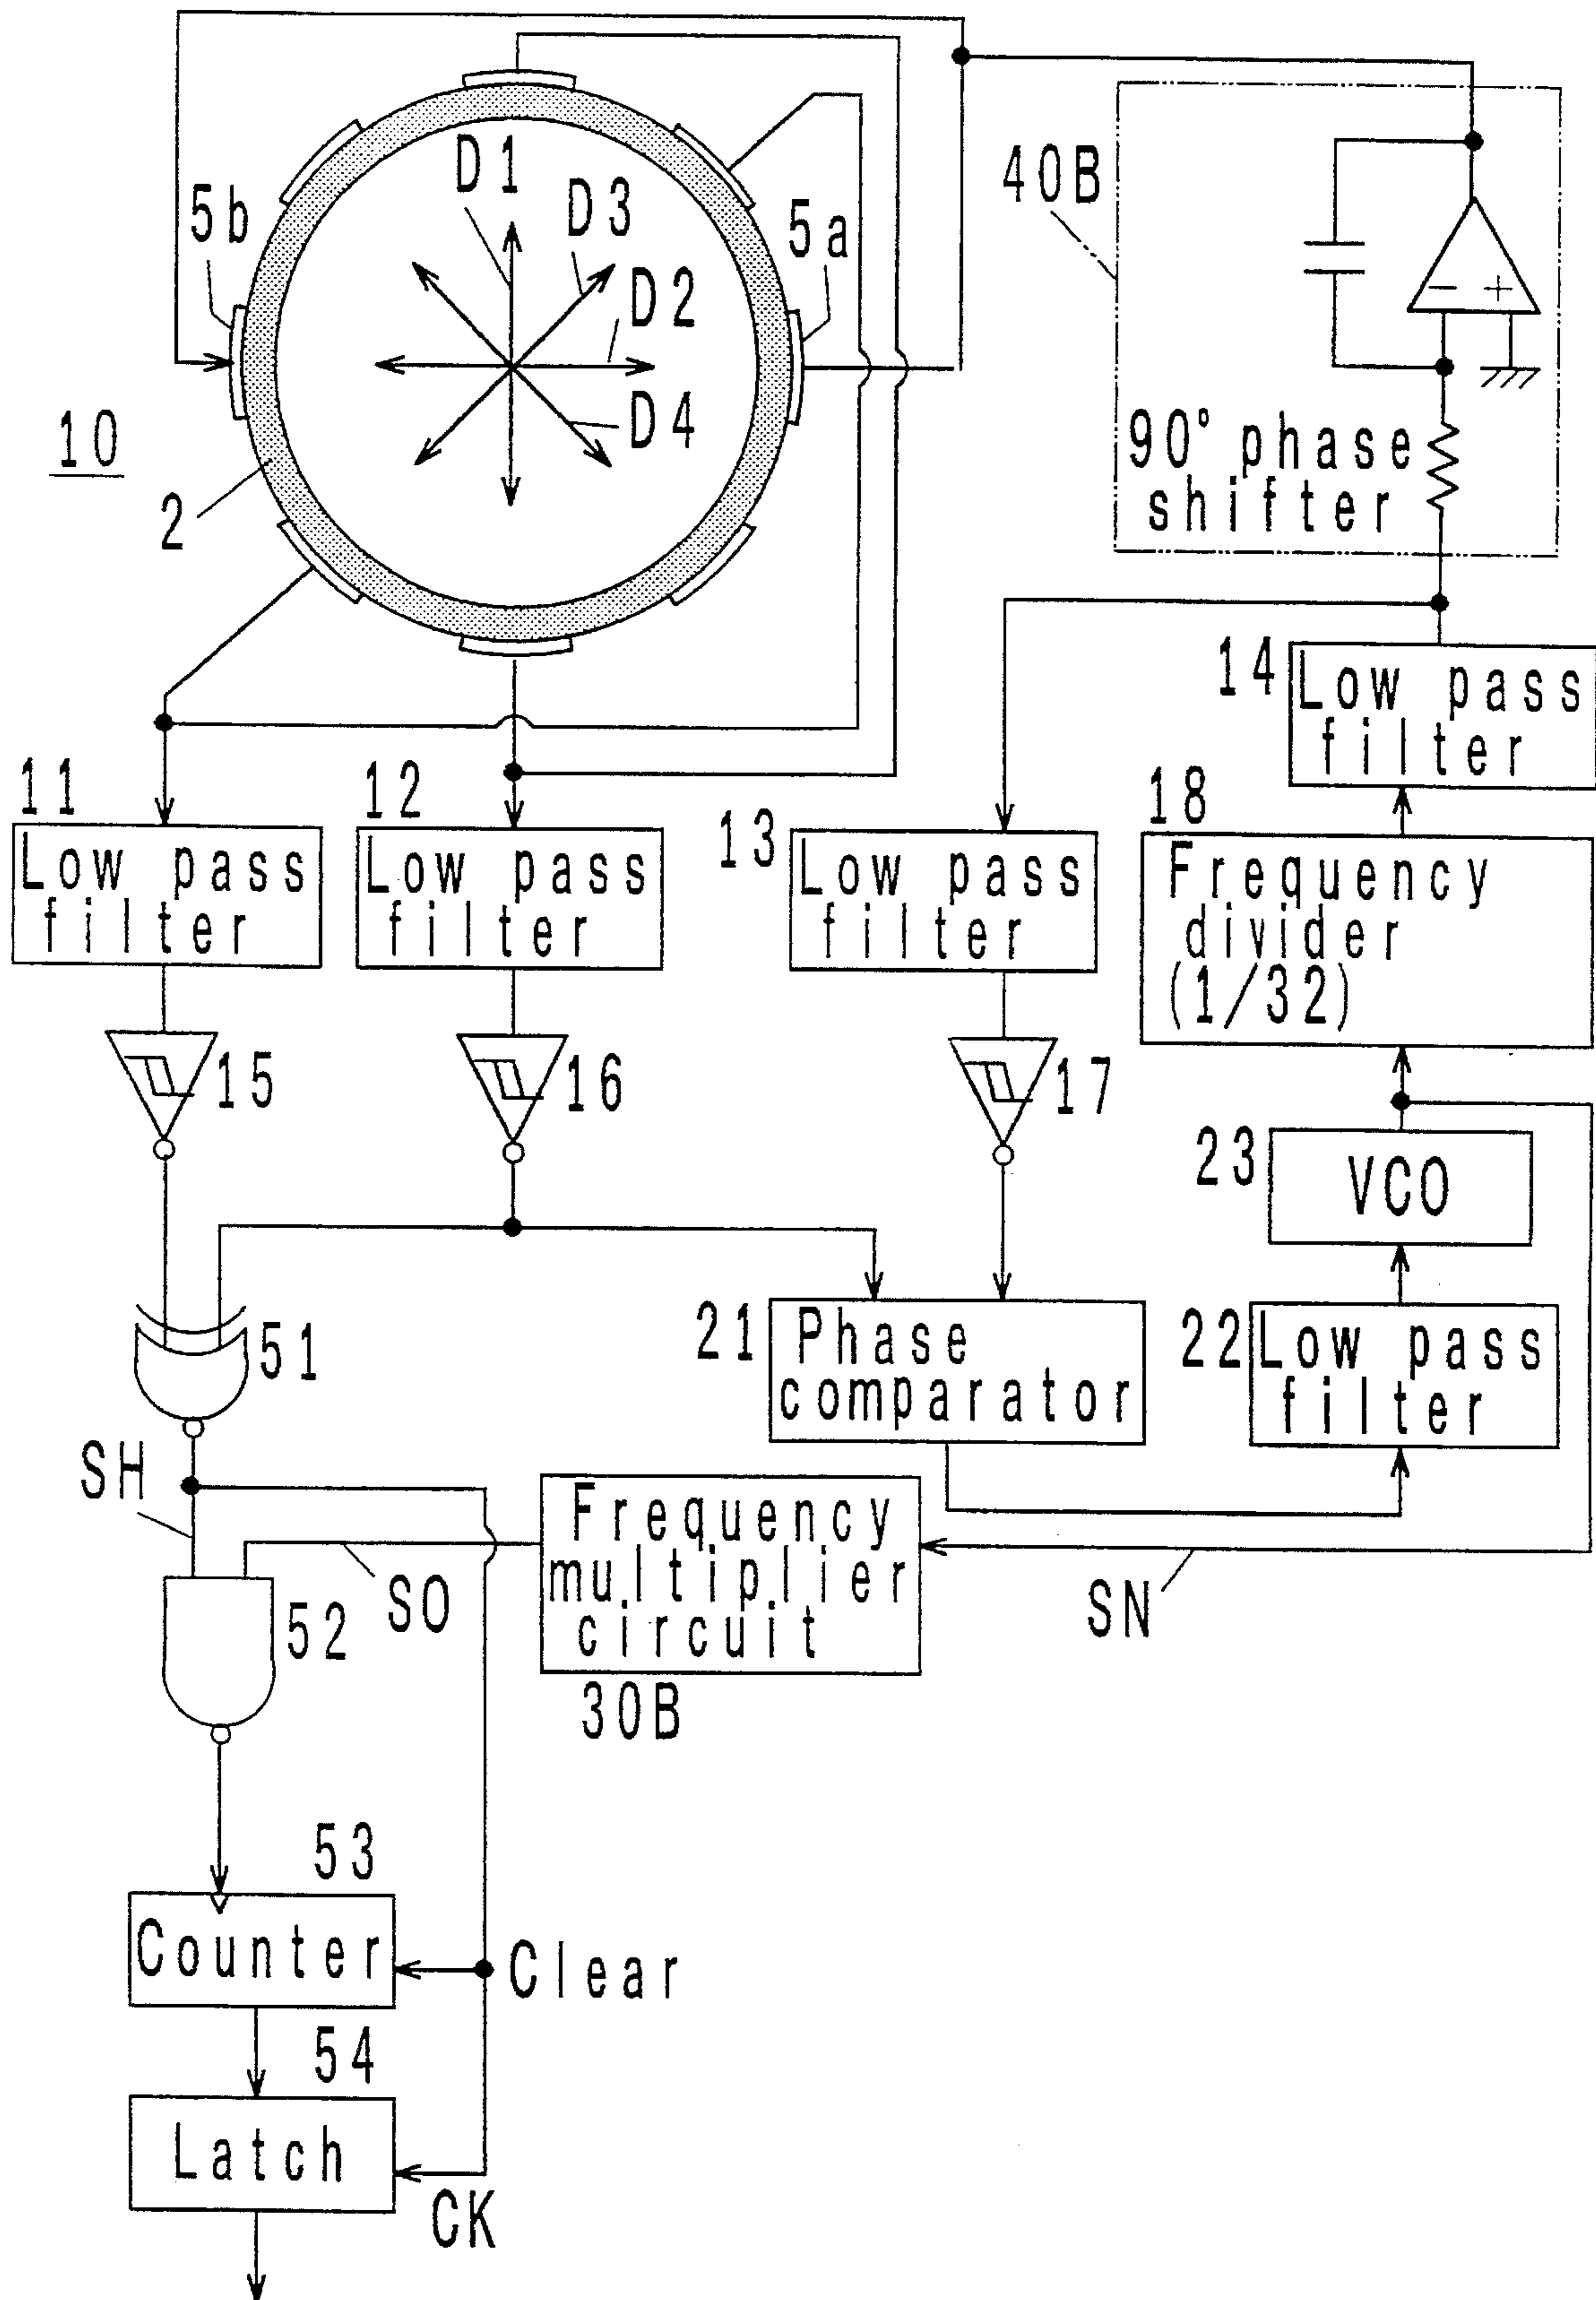 D1
D3
40B
5b
5a
D2
D4
10
90° phase
shifter
2
14
Low pass
filter
11
12
18
13
Low pass
filter
Low pass
filter
Low pass
filter
Frequency
divider
(1/32)
15
16
17
23
VCO
51
21
Phase
comparator
22
Low pass
filter
SH
Frequency
multiplier
circuit
SO
SN
52
30B
53
Counter
Clear
54
Latch
CK